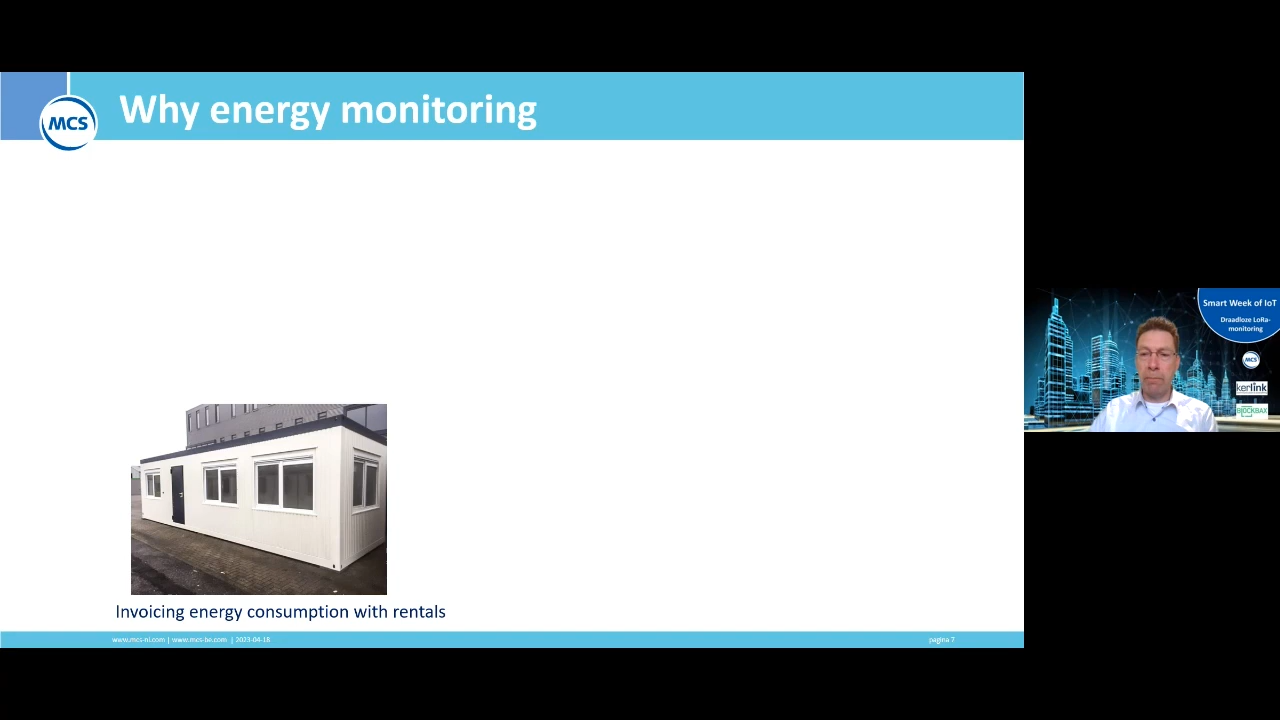 Why energy monitoring
MCS
Invoicing energy consumption with rentals
www.mcs-nl.com | www.mcs-be.com | 2023-04-18
pagina 7
Smart Week of IoT
Draadloze LoRa-
monitoring
MCS
kerlink
BLOCKBAX